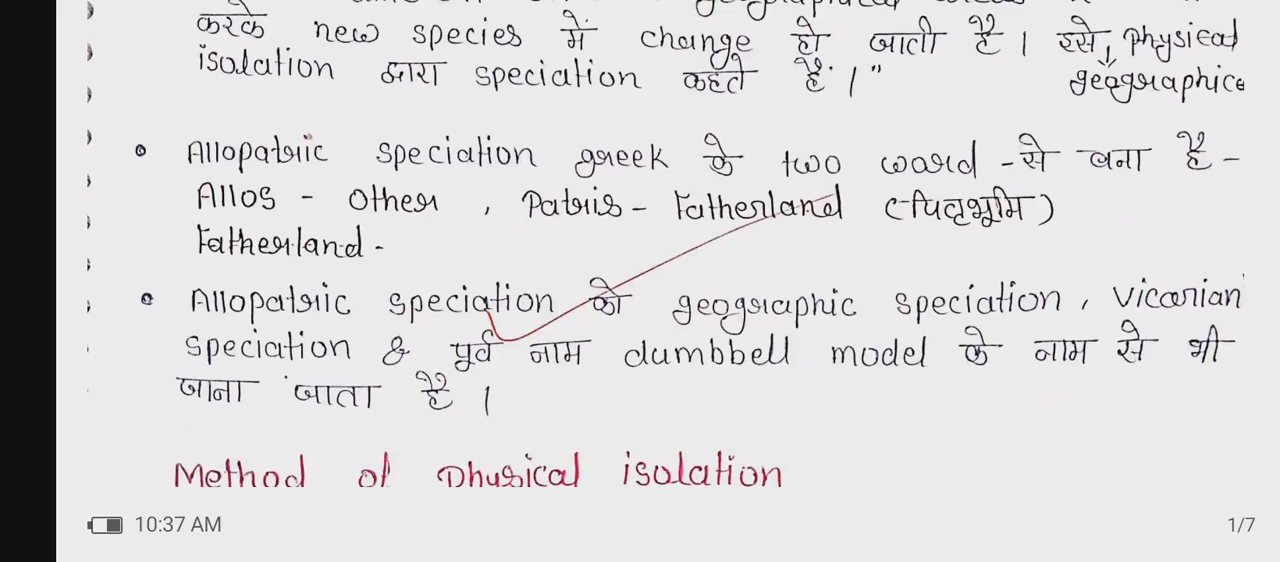 करके new species में change हो जाती है। इसे, physical
isolation द्वारा speciation कहते हैं।" geographica
• Allopatric speciation greek के two word से बना है -
Allos - Other, Patris - Fatherland (पितृभूमि)
Fatherland -
• Allopatric speciation को geographic speciation, vicarian
speciation & पूर्व नाम dumbbell model के नाम से भी
जाना जाता है।
Method of Physical isolation
10:37 AM
1/7